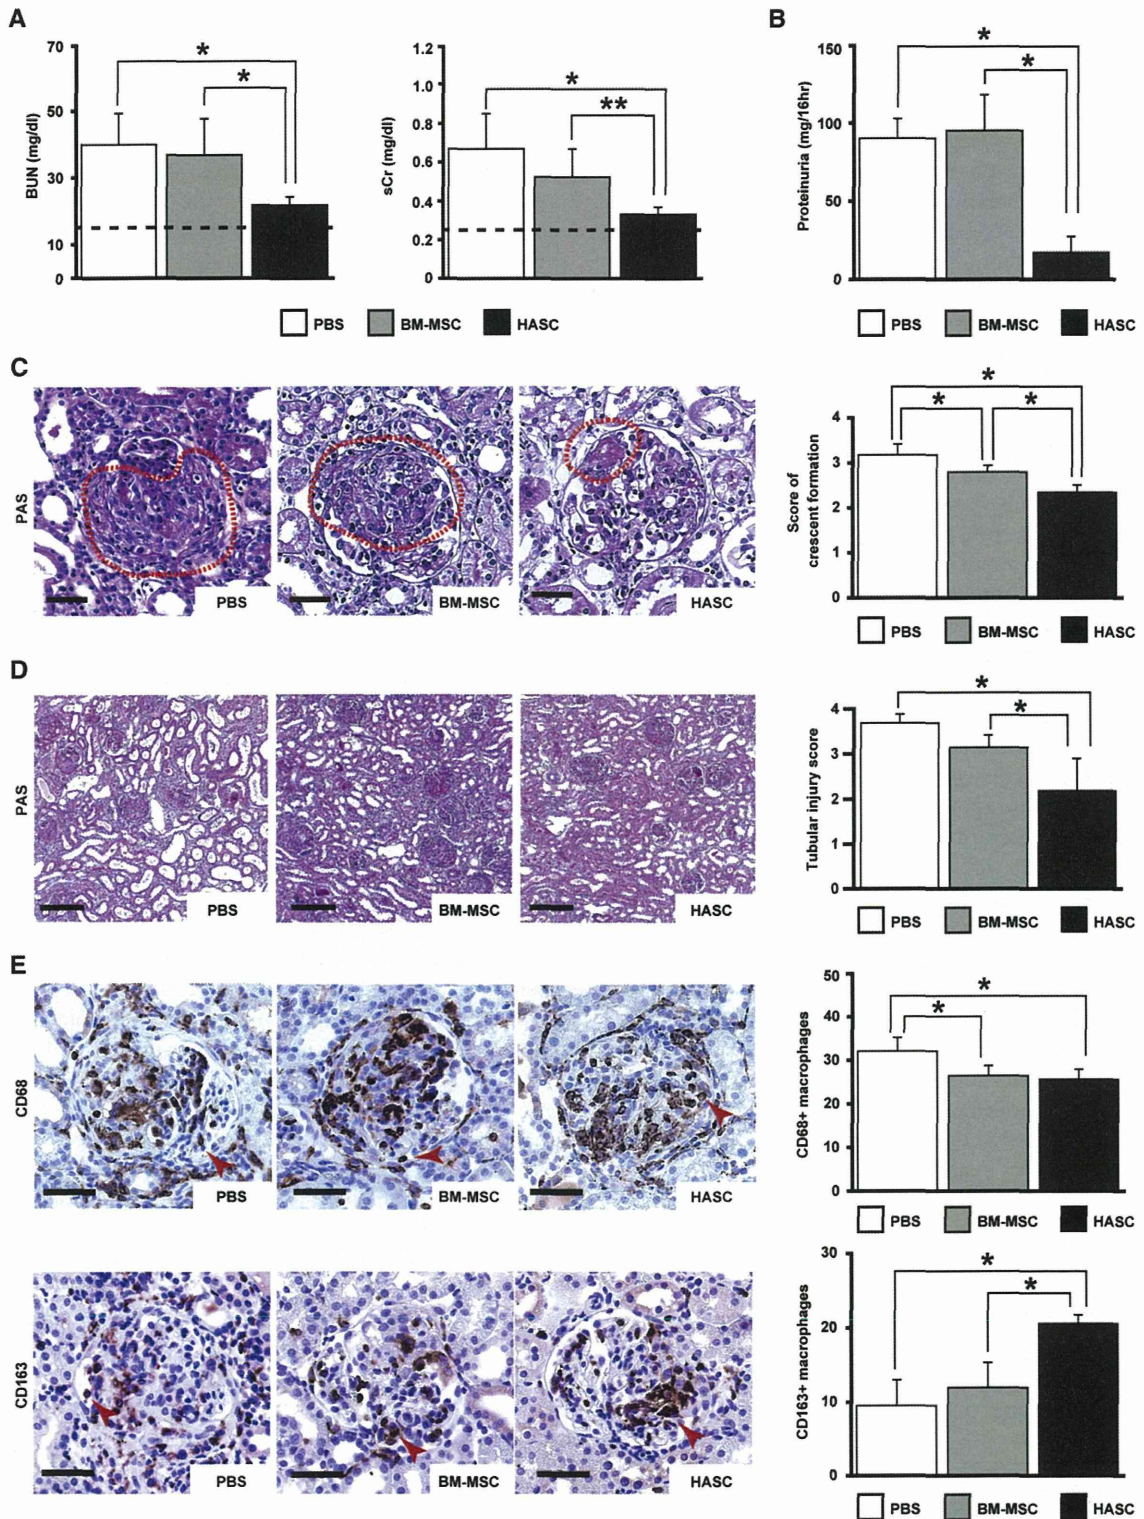 A
70
50
30
10
0
BUN (mg/dl)
*
*
1.2
1.0
0.8
0.6
0.4
0.2
0
sCr (mg/dl)
*
**
PBS BM-MSC HASC
B
150
100
50
0
Proteinuria (mg/16hr)
*
*
PBS BM-MSC HASC
C
PAS
PBS
BM-MSC
HASC
4
3
2
1
0
Score of
crescent formation
*
*
*
PBS BM-MSC HASC
D
PAS
PBS
BM-MSC
HASC
4
3
2
1
0
Tubular injury score
*
*
PBS BM-MSC HASC
E
CD68
PBS
BM-MSC
HASC
50
40
30
20
10
0
CD68+ macrophages
*
*
PBS BM-MSC HASC
CD163
PBS
BM-MSC
HASC
30
20
10
0
CD163+ macrophages
*
*
PBS BM-MSC HASC